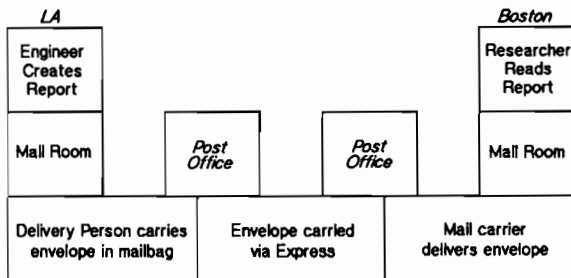 LA
Boston
Engineer
Creates
Report
Researcher
Reads
Report
Mail Room
Post
Office
Post
Office
Mail Room
Delivery Person carries
envelope in mailbag
Envelope carried
via Express
Mail carrier
delivers envelope